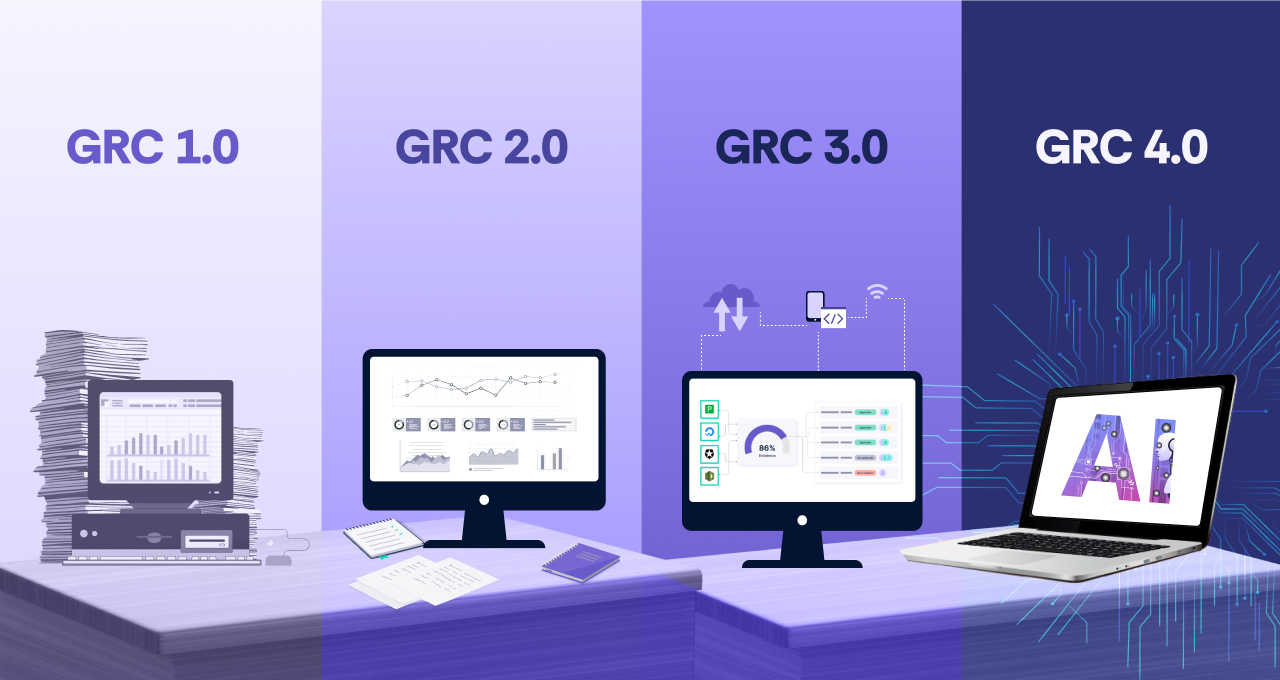 GRC 1.0
GRC 2.0
GRC 3.0
GRC 4.0
</>
86%
Evidence
AI